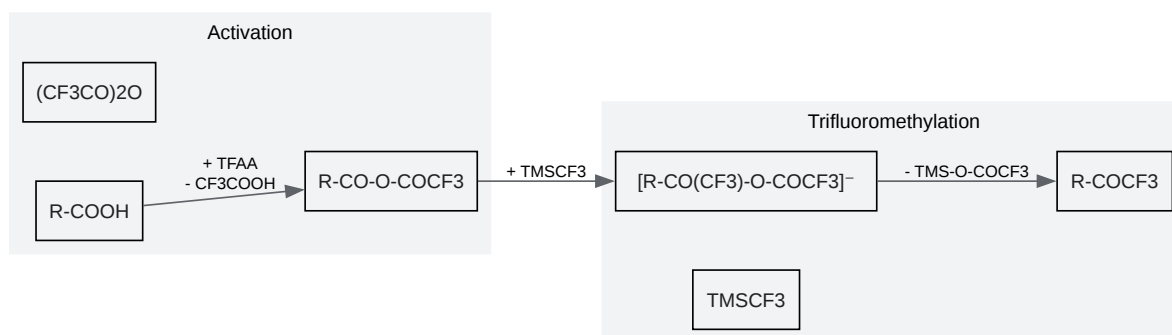 Activation
(CF3CO)2O
+ TFAA
- CF3COOH
R-COOH
R-CO-O-COCF3
+ TMSCF3
Trifluoromethylation
[R-CO(CF3)-O-COCF3]⁻
- TMS-O-COCF3
R-COCF3
TMSCF3